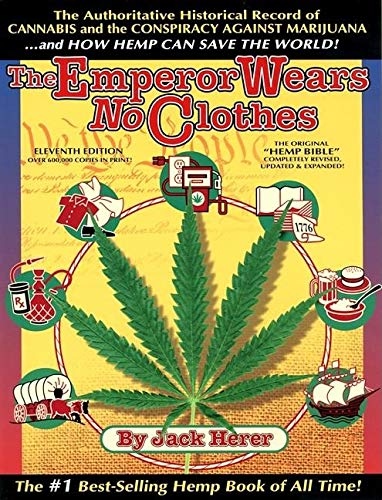 The Authoritative Historical Record of
CANNABIS and the CONSPIRACY AGAINST MARIJUANA
...and HOW HEMP CAN SAVE THE WORLD!
The Emperor Wears
No Clothes
ELEVENTH EDITION
OVER 600,000 COPIES IN PRINT!
THE ORIGINAL
"HEMP BIBLE"
COMPLETELY REVISED,
UPDATED & EXPANDED!
We the People
1776
Rx
By Jack Herer
The #1 Best-Selling Hemp Book of All Time!